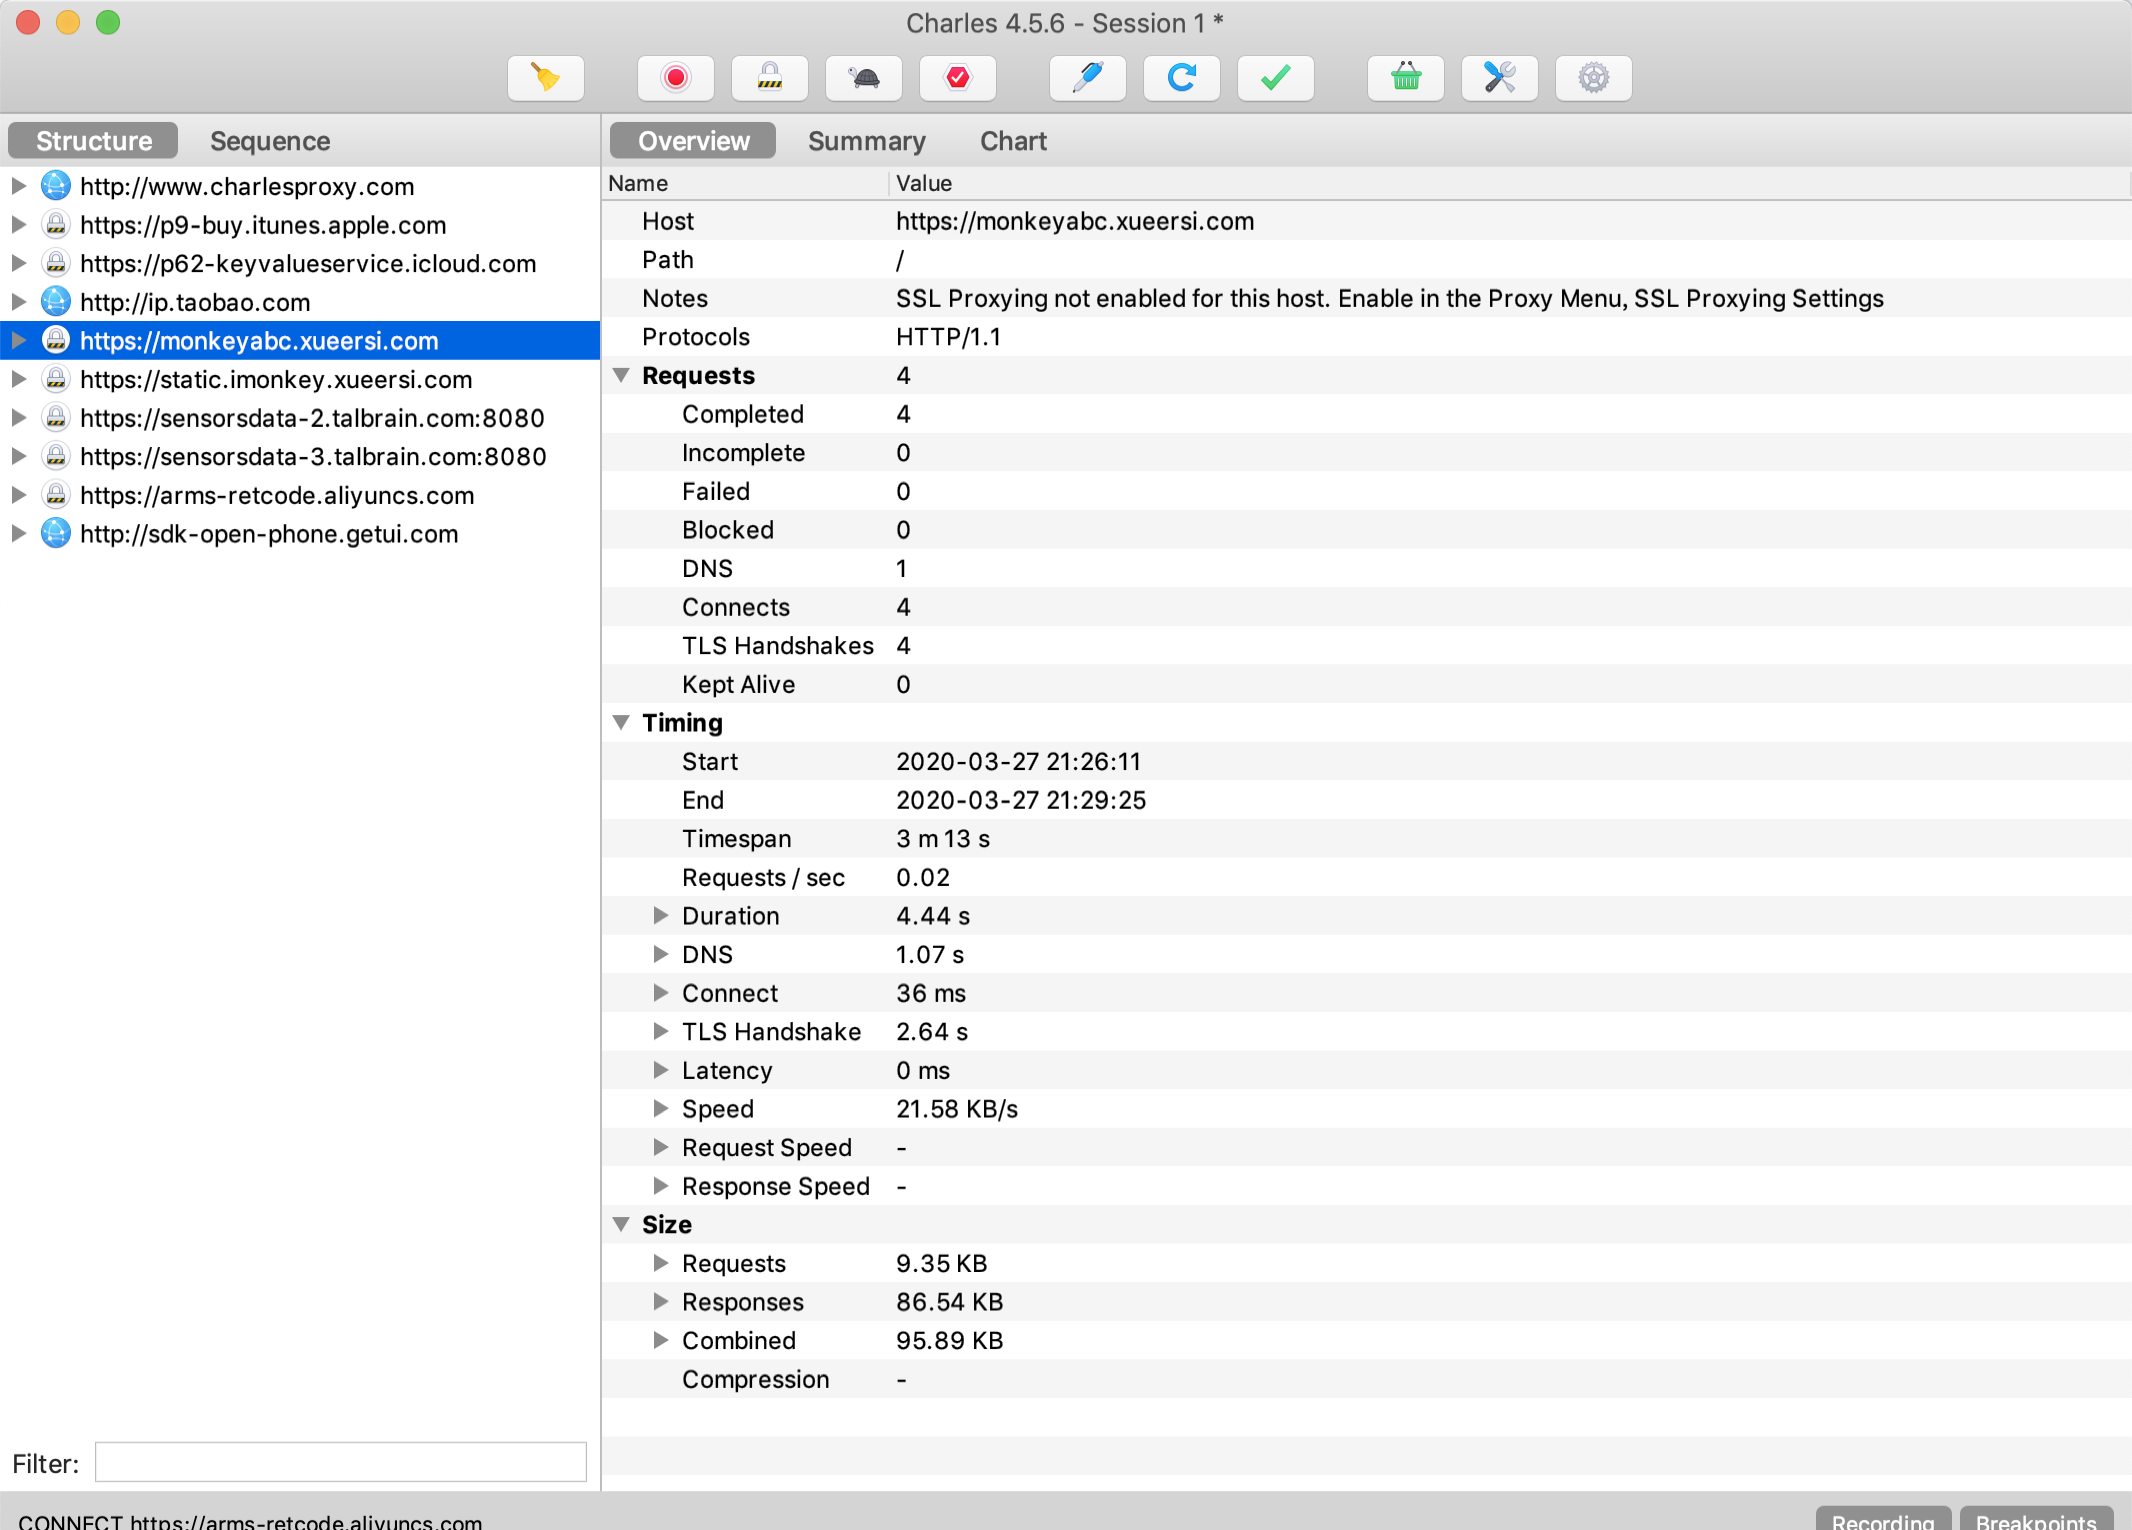 Charles 4.5.6 - Session 1 *
Structure Sequence
Overview Summary Chart
http://www.charlesproxy.com
https://p9-buy.itunes.apple.com
https://p62-keyvalueservice.icloud.com
http://ip.taobao.com
https://monkeyabc.xueersi.com
https://static.imonkey.xueersi.com
https://sensorsdata-2.talbrain.com:8080
https://sensorsdata-3.talbrain.com:8080
https://arms-retcode.aliyuncs.com
http://sdk-open-phone.getui.com
Filter:
Name Value
Host https://monkeyabc.xueersi.com
Path /
Notes SSL Proxying not enabled for this host. Enable in the Proxy Menu, SSL Proxying Settings
Protocols HTTP/1.1
Requests 4
Completed 4
Incomplete 0
Failed 0
Blocked 0
DNS 1
Connects 4
TLS Handshakes 4
Kept Alive 0
Timing
Start 2020-03-27 21:26:11
End 2020-03-27 21:29:25
Timespan 3 m 13 s
Requests / sec 0.02
Duration 4.44 s
DNS 1.07 s
Connect 36 ms
TLS Handshake 2.64 s
Latency 0 ms
Speed 21.58 KB/s
Request Speed -
Response Speed -
Size
Requests 9.35 KB
Responses 86.54 KB
Combined 95.89 KB
Compression -
CONNECT https://arms-retcode.aliyuncs.com
Recording Breakpoints